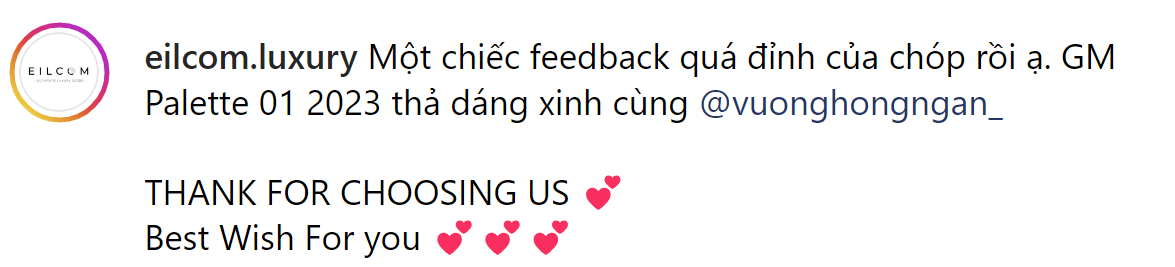 EILCOM
eilcom.luxury Một chiếc feedback quá đỉnh của chóp rồi ạ. GM
Palette 01 2023 thả dáng xinh cùng @vuonghongngan_
THANK FOR CHOOSING US 💕
Best Wish For you 💕 💕 💕